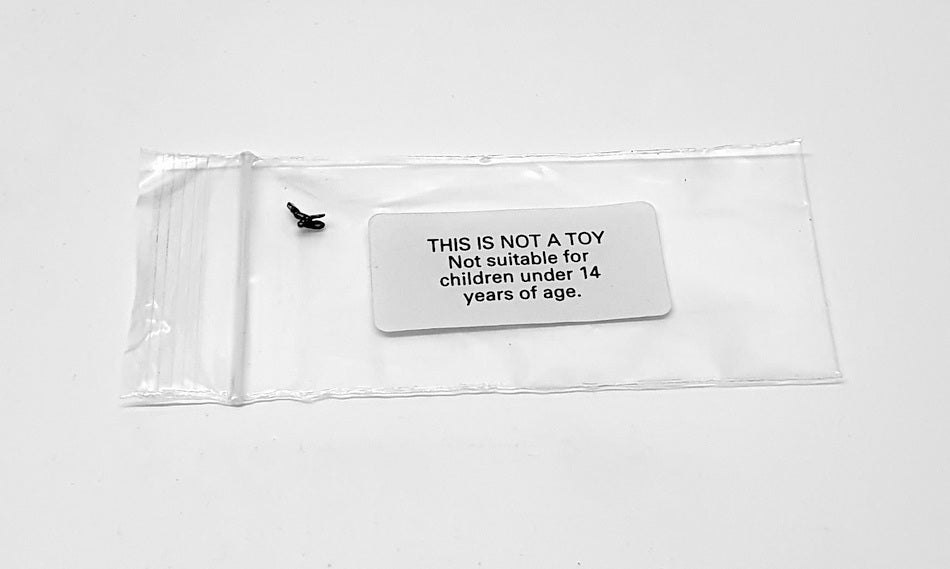 THIS IS NOT A TOY
Not suitable for
children under 14
years of age.